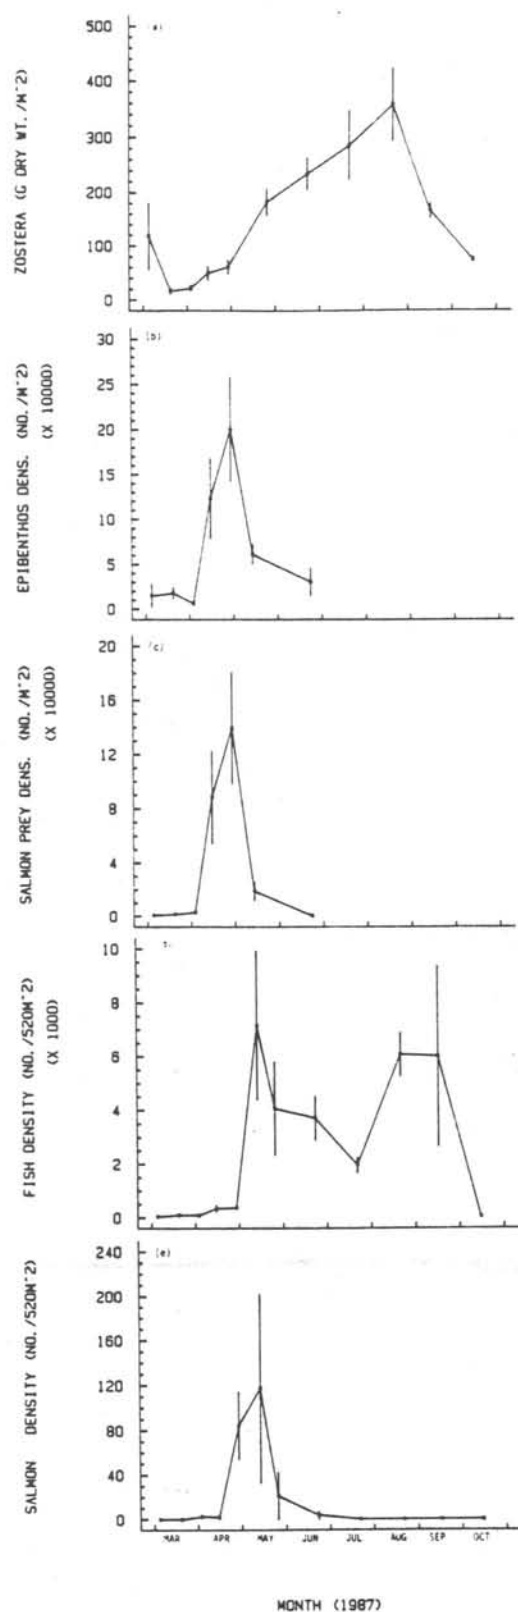 500
400
300
200
100
0
ZOSTERA (G DRY WT./M^2)
(a)
30
25
20
15
10
5
0
EPIBENTHOS DENS. (NO./M^2)
(X 10000)
(b)
20
16
12
8
4
0
SALMON PREY DENS. (NO./M^2)
(X 10000)
(c)
10
8
6
4
2
0
FISH DENSITY (NO./520M^2)
(X 1000)
240
200
160
120
80
40
0
SALMON DENSITY (NO./520M^2)
(e)
MAR APR MAY JUN JUL AUG SEP OCT
MONTH (1987)